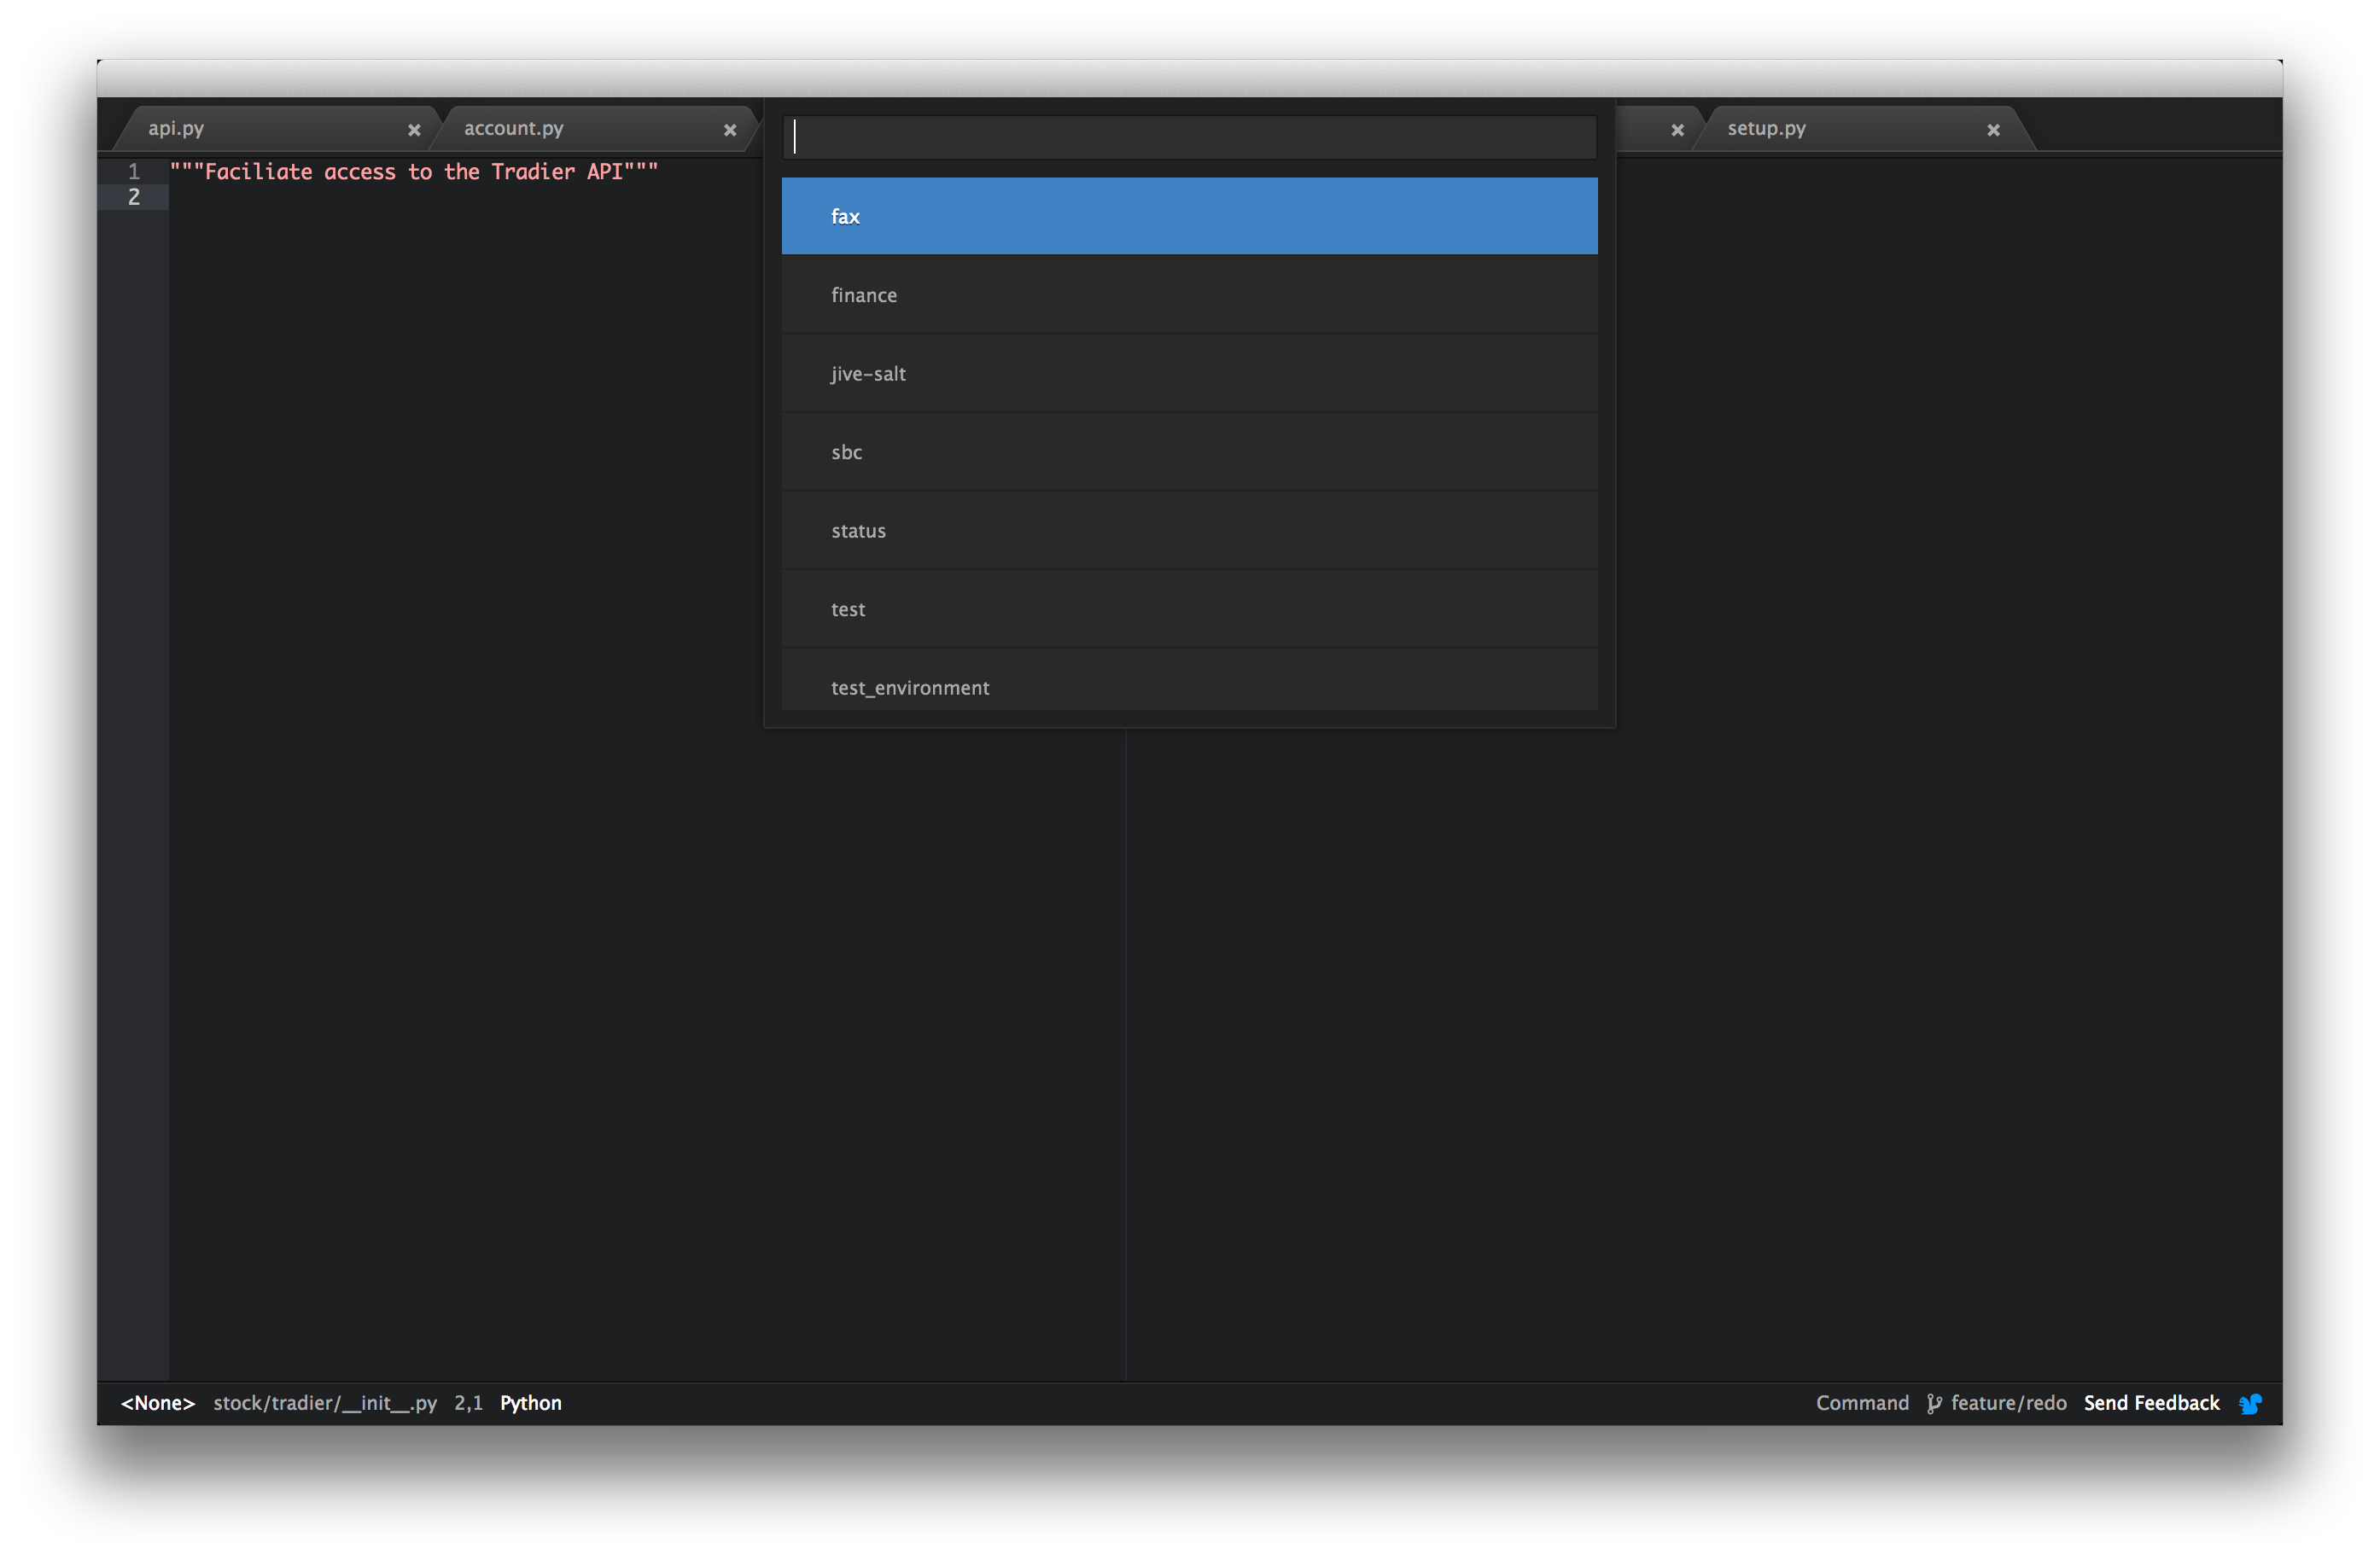 api.py
account.py
setup.py
1 """Faciliate access to the Tradier API"""
2
fax
finance
jive-salt
sbc
status
test
test_environment
<None> stock/tradier/__init__.py 2,1 Python
Command feature/redo Send Feedback